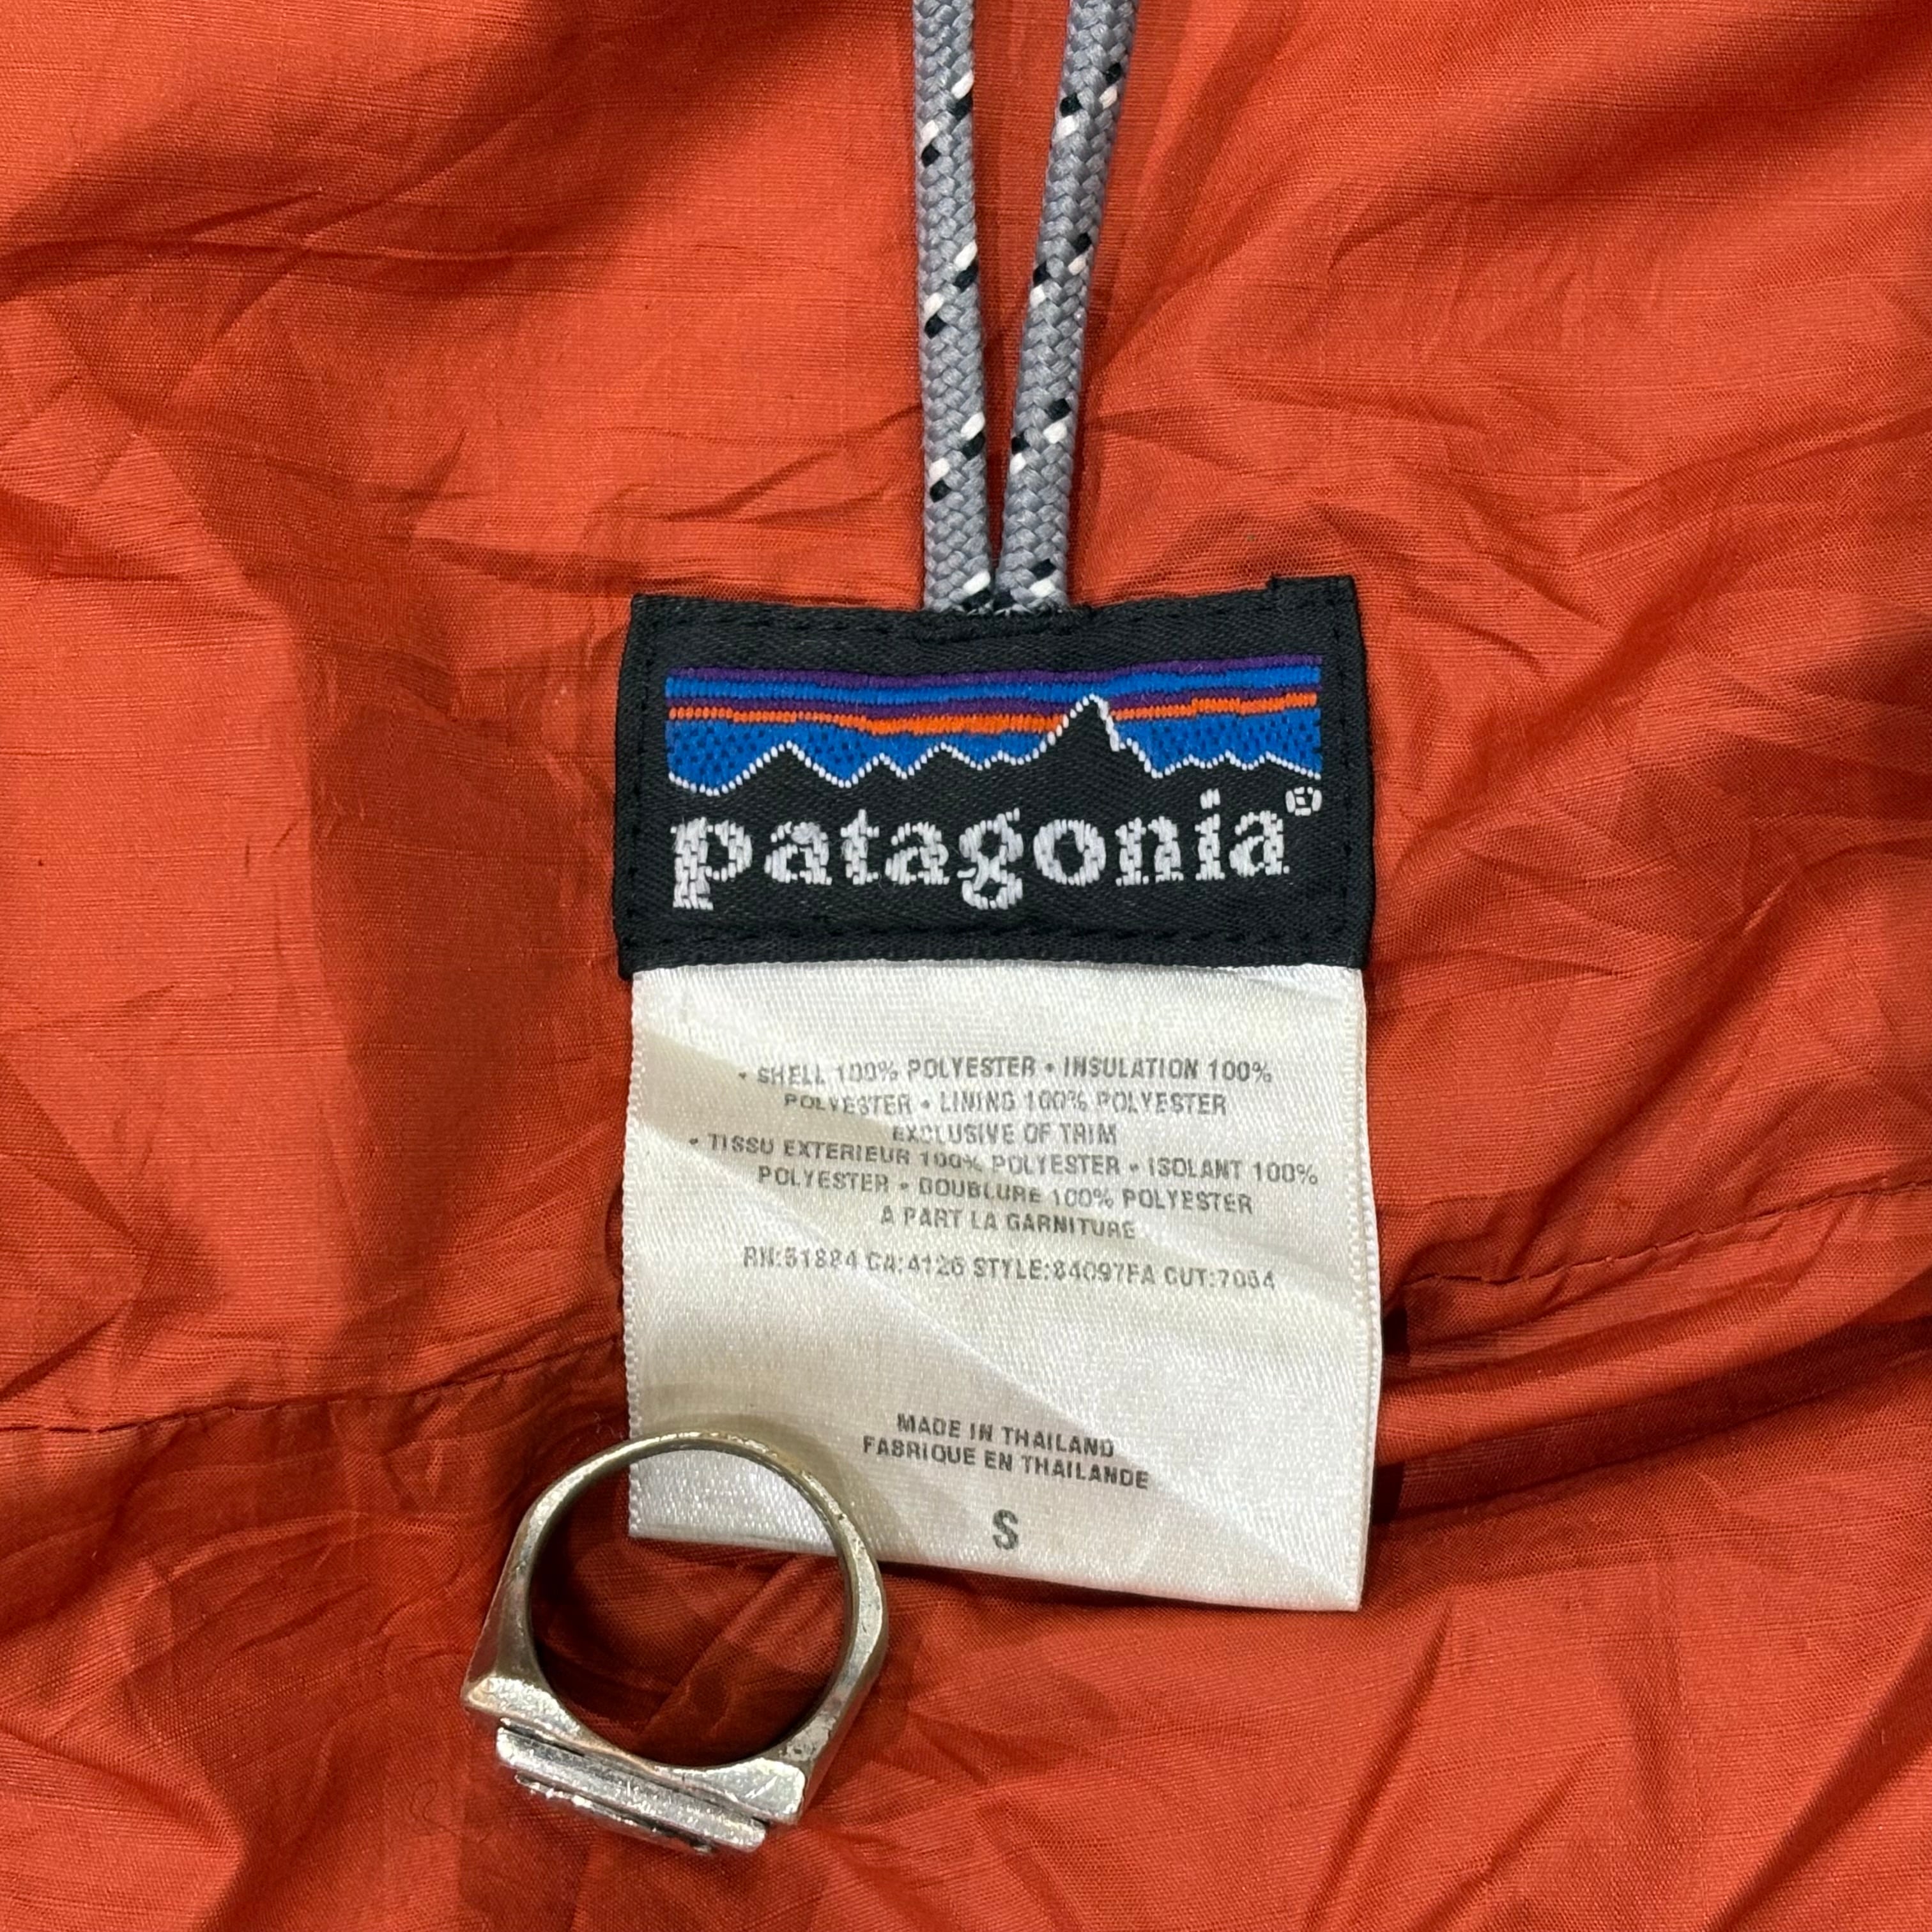 patagonia®
• SHELL 100% POLYESTER • INSULATION 100%
POLYESTER • LINING 100% POLYESTER
EXCLUSIVE OF TRIM
• TISSU EXTERIEUR 100% POLYESTER • ISOLANT 100%
POLYESTER • DOUBLURE 100% POLYESTER
A PART LA GARNITURE
RN:51884 CA:4126 STYLE:84097FA CUT:7054
MADE IN THAILAND
FABRIQUE EN THAILANDE
S